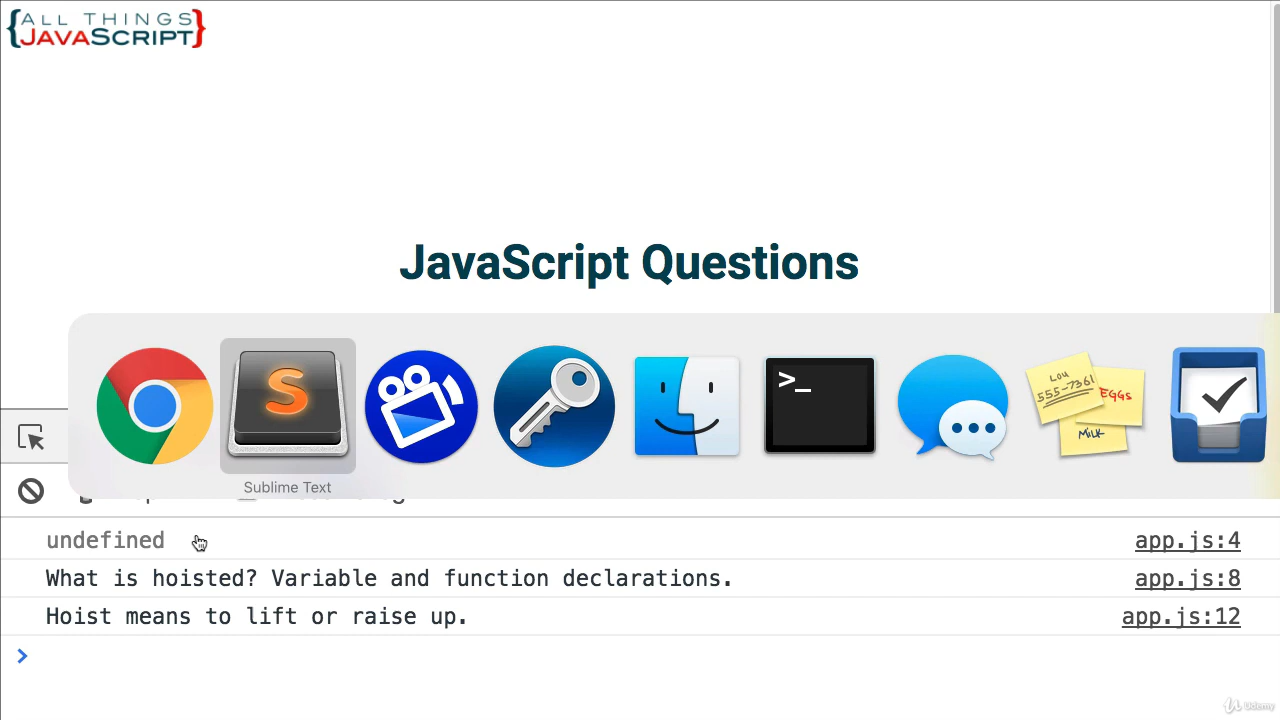 {ALL THINGS
JAVASCRIPT}
JavaScript Questions
S
LOU
555-7361
EGGS
MILK
>_
Sublime Text
undefined
app.js:4
What is hoisted? Variable and function declarations.
app.js:8
Hoist means to lift or raise up.
app.js:12
>
Udemy